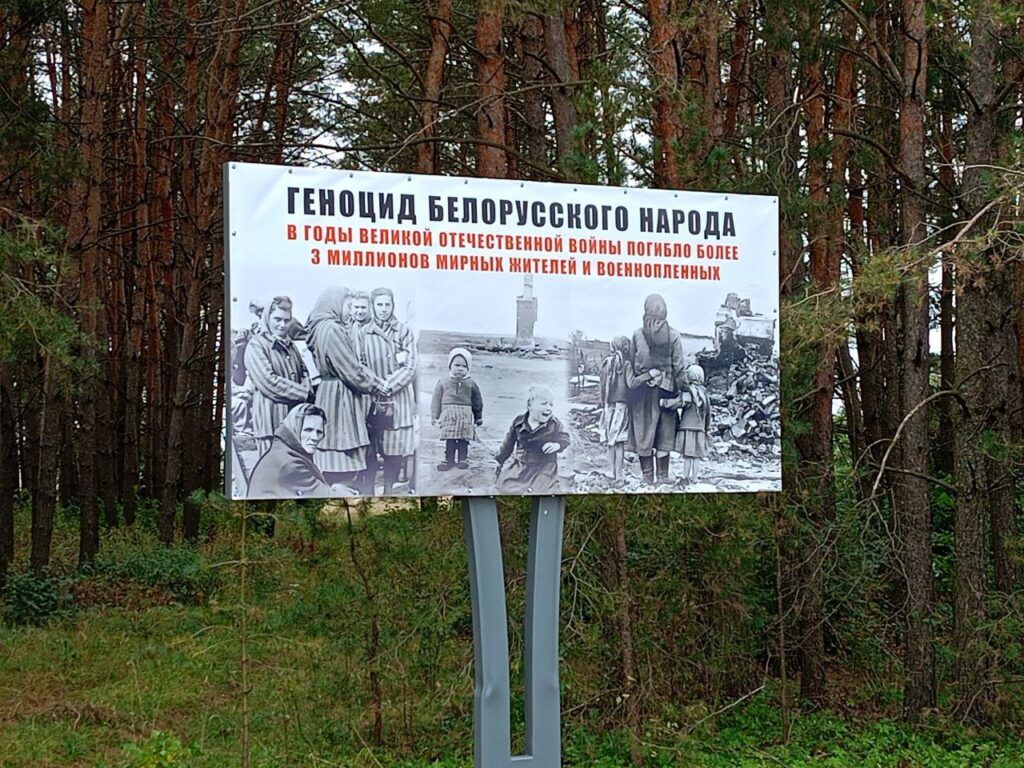 ГЕНОЦИД БЕЛОРУССКОГО НАРОДА
В ГОДЫ ВЕЛИКОЙ ОТЕЧЕСТВЕННОЙ ВОЙНЫ ПОГИБЛО БОЛЕЕ
3 МИЛЛИОНОВ МИРНЫХ ЖИТЕЛЕЙ И ВОЕННОПЛЕННЫХ